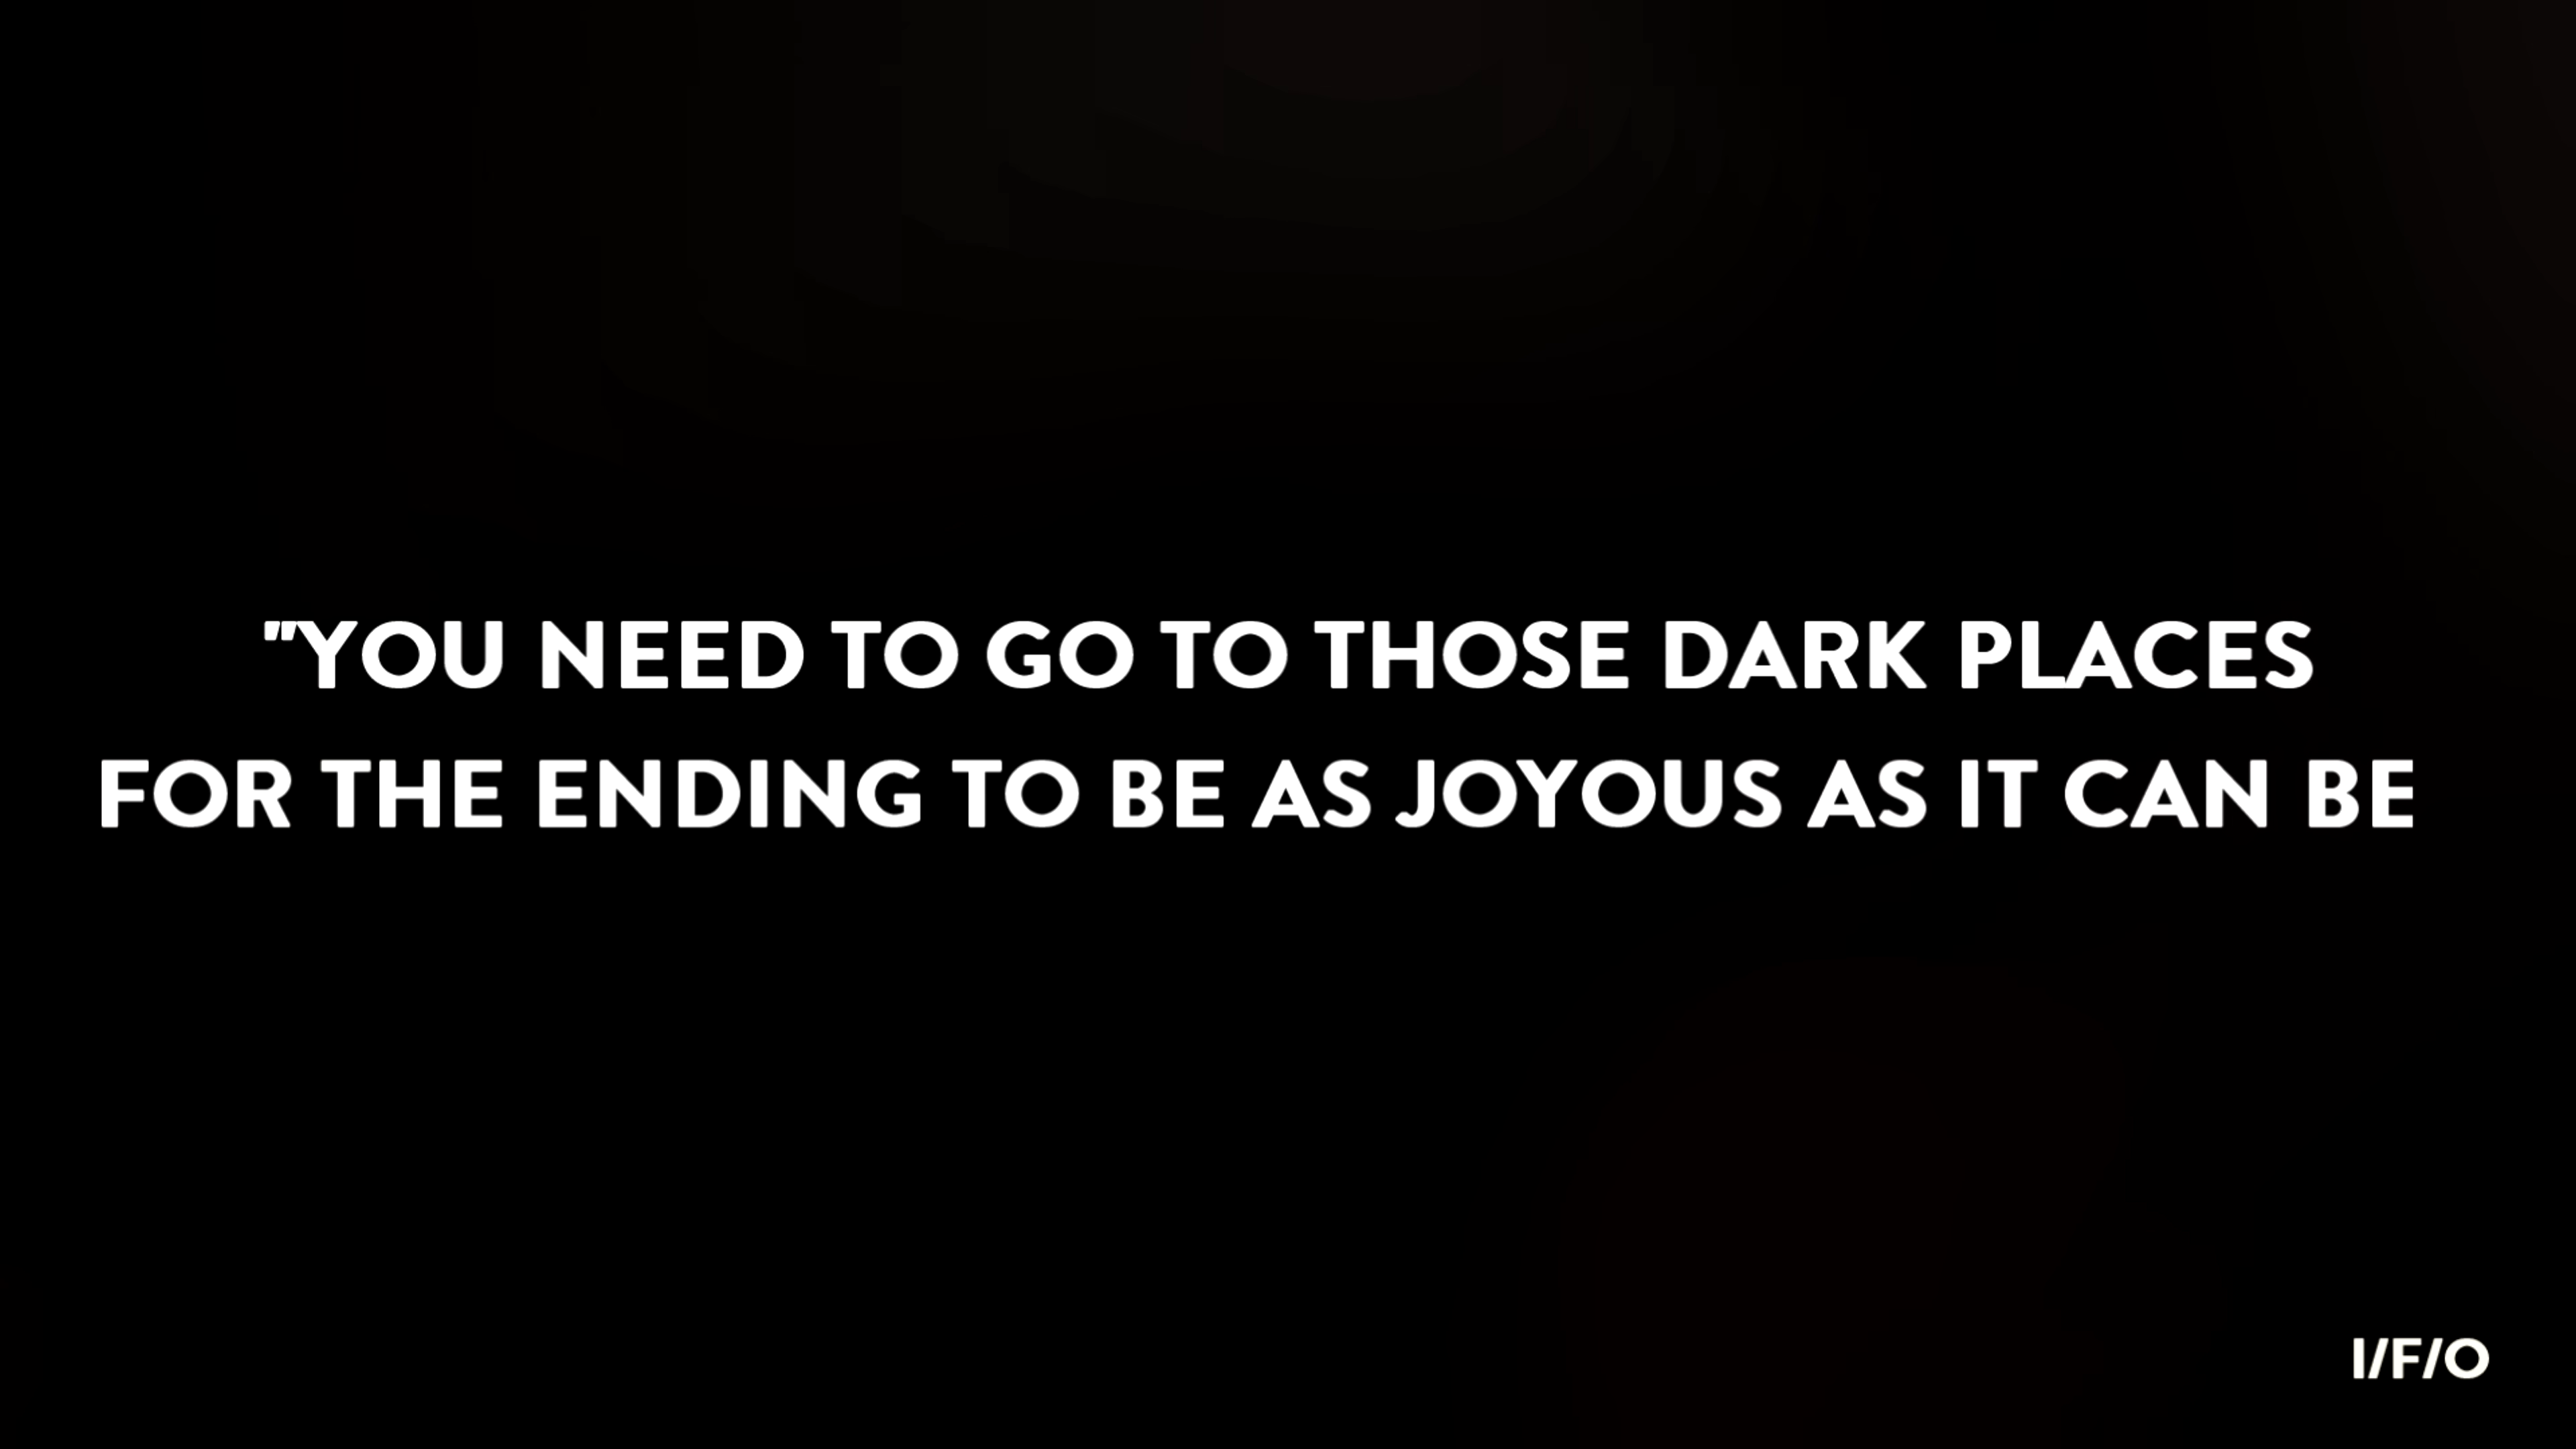 "YOU NEED TO GO TO THOSE DARK PLACES
FOR THE ENDING TO BE AS JOYOUS AS IT CAN BE
I/F/O